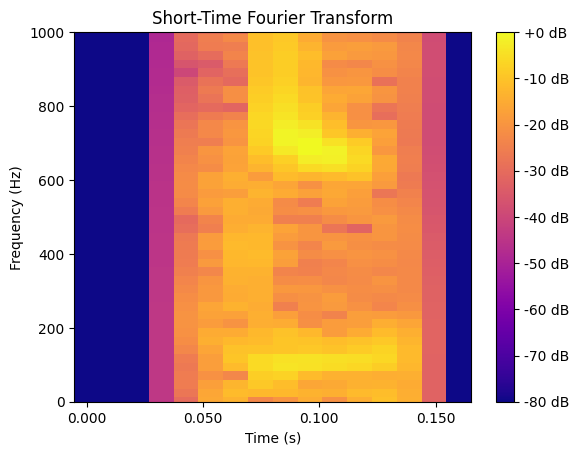 Short-Time Fourier Transform
1000
800
600
400
200
0
Frequency (Hz)
0.000
0.050
0.100
0.150
Time (s)
+0 dB
-10 dB
-20 dB
-30 dB
-40 dB
-50 dB
-60 dB
-70 dB
-80 dB